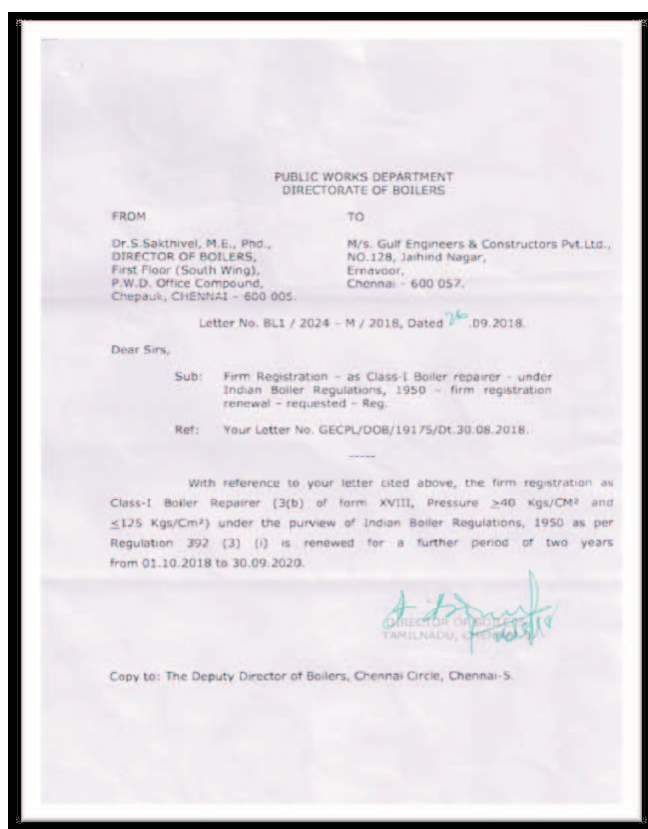 PUBLIC WORKS DEPARTMENT
DIRECTORATE OF BOILERS
FROM
Dr.S.Sakthivel, M.E., Phd.,
DIRECTOR OF BOILERS,
First Floor (South Wing),
P.W.D. Office Compound,
Chepauk, CHENNAI - 600 005.
TO
M/s. Gulf Engineers & Constructors Pvt.Ltd.,
NO.128, Jaihind Nagar,
Ernavoor,
Chennai - 600 057.
Letter No. BL1 / 2024 - M / 2018, Dated 26 .09.2018.
Dear Sirs,
Sub: Firm Registration - as Class-I Boiler repairer - under
Indian Boiler Regulations, 1950 - firm registration
renewal - requested - Reg.
Ref: Your Letter No. GECPL/DOB/19175/Dt.30.08.2018.
-----
With reference to your letter cited above, the firm registration as
Class-I Boiler Repairer (3(b) of form XVIII, Pressure ≥40 Kgs/CM² and
≤125 Kgs/Cm²) under the purview of Indian Boiler Regulations, 1950 as per
Regulation 392 (3) (i) is renewed for a further period of two years
from 01.10.2018 to 30.09.2020.
DIRECTOR OF BOILERS
TAMILNADU, CHENNAI
Copy to: The Deputy Director of Boilers, Chennai Circle, Chennai-5.